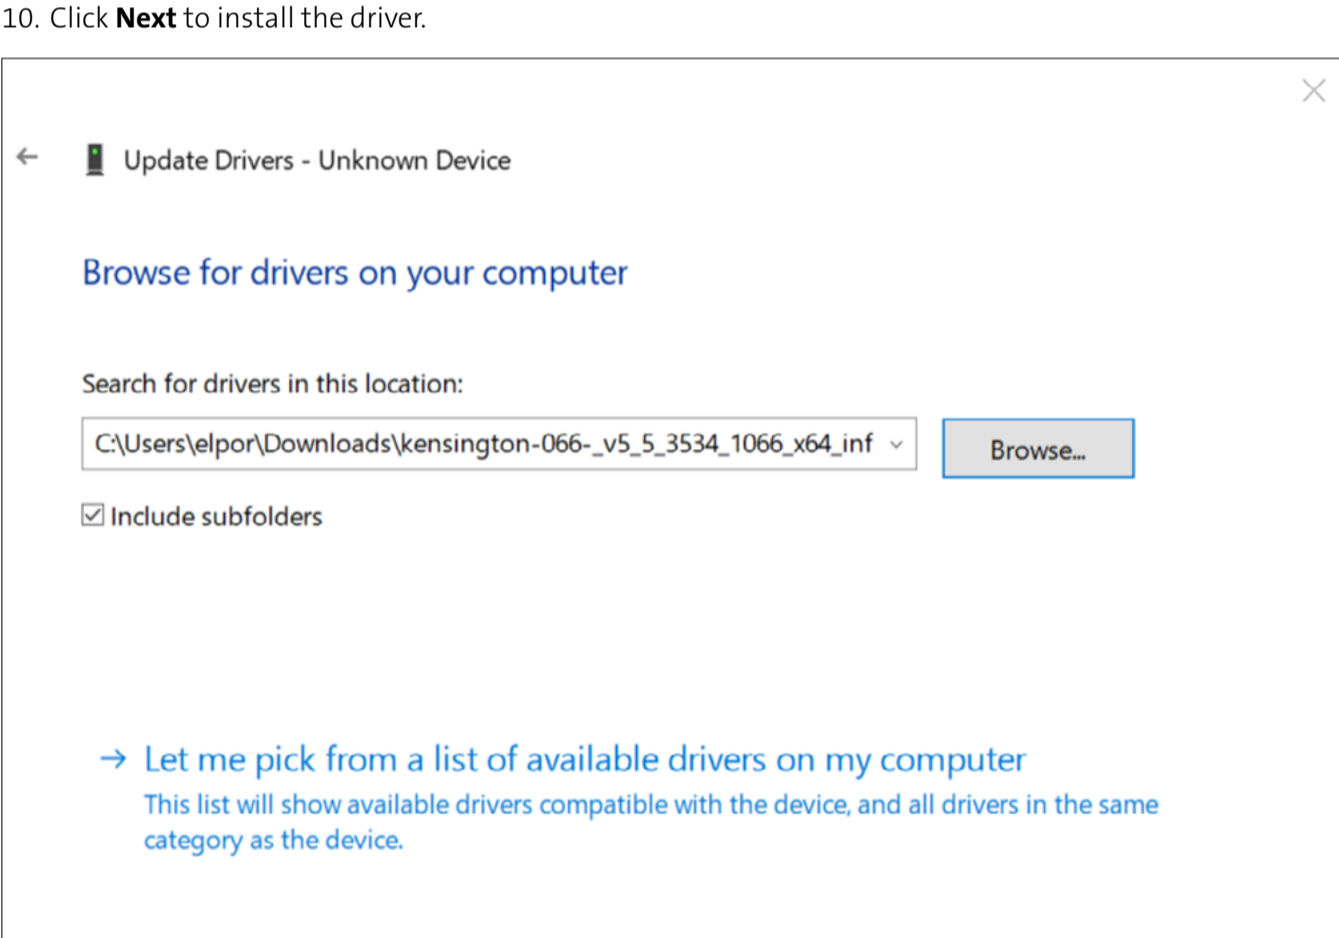 10. Click Next to install the driver.
Update Drivers - Unknown Device
Browse for drivers on your computer
Search for drivers in this location:
C:\Users\elpor\Downloads\kensington-066-_v5_5_3534_1066_x64_inf
Browse...
Include subfolders
Let me pick from a list of available drivers on my computer
This list will show available drivers compatible with the device, and all drivers in the same
category as the device.